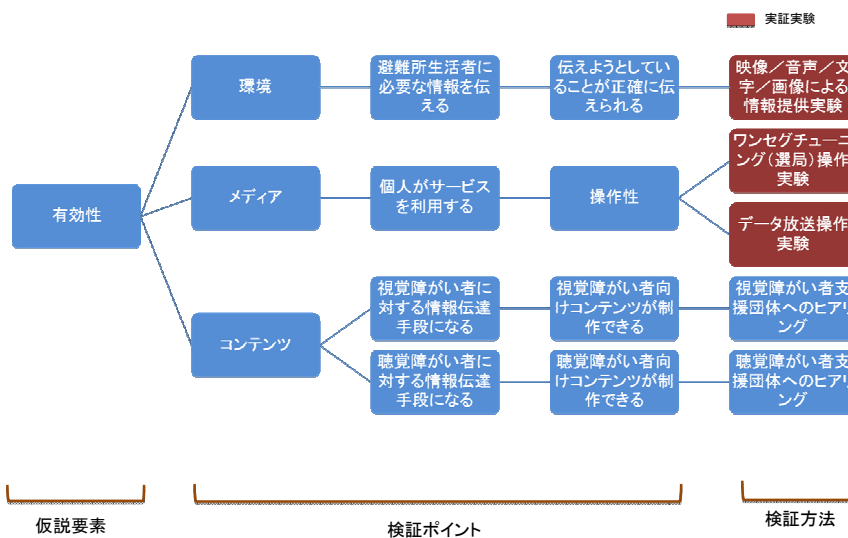 実証実験
環境
避難所生活者に
必要な情報を伝
える
伝えようとしてい
ることが正確に伝
えられる
映像／音声／文
字／画像による
情報提供実験
有効性
メディア
個人がサービス
を利用する
操作性
ワンセグチューニ
ング（選局）操作
実験
データ放送操作
実験
コンテンツ
視覚障がい者に
対する情報伝達
手段になる
視覚障がい者向
けコンテンツが制
作できる
視覚障がい者支
援団体へのヒアリ
ング
聴覚障がい者に
対する情報伝達
手段になる
聴覚障がい者向
けコンテンツが制
作できる
聴覚障がい者支
援団体へのヒアリ
ング
仮説要素
検証ポイント
検証方法